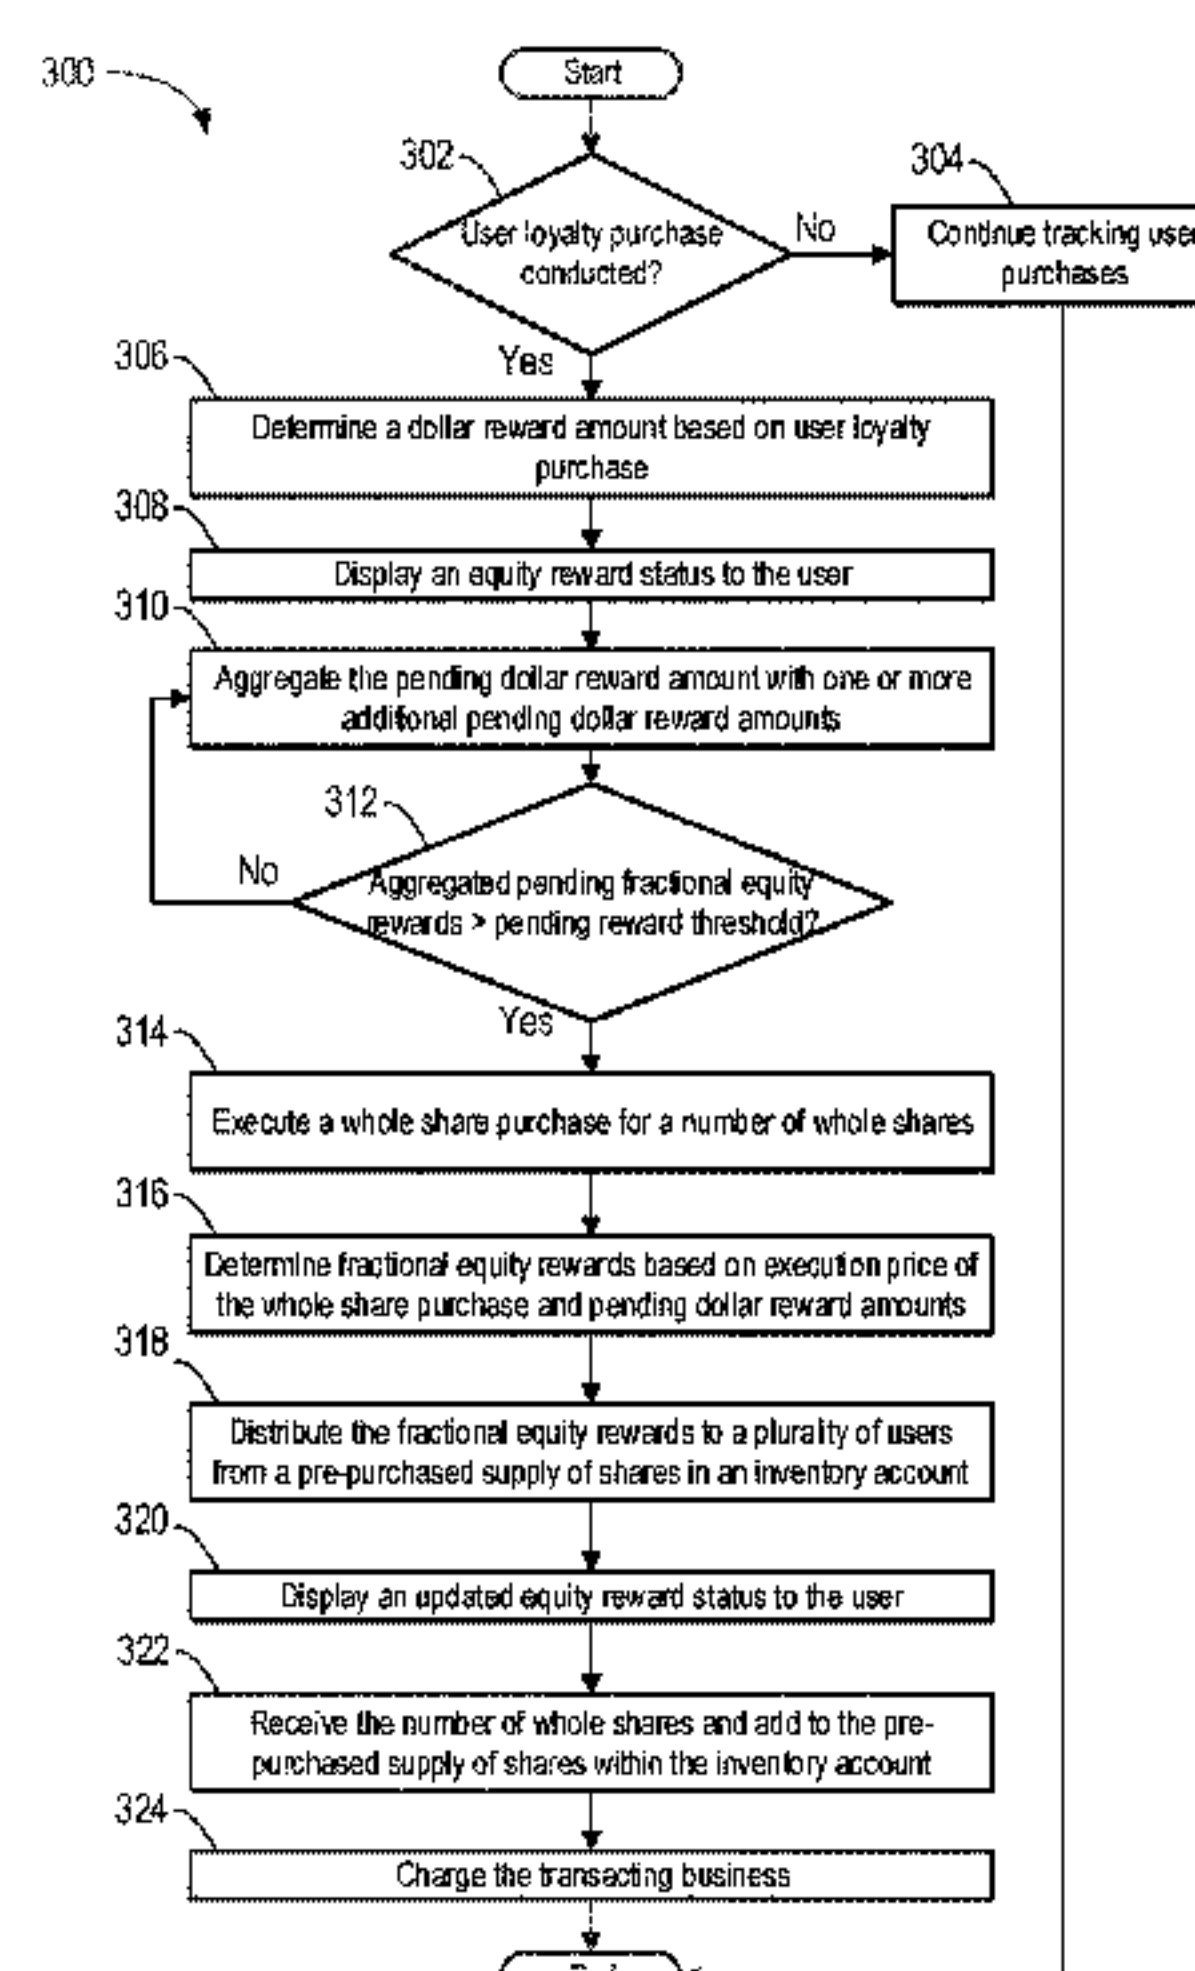 300
Start
302
User loyalty purchase
conducted?
No
304
Continue tracking user
purchases
Yes
306
Determine a dollar reward amount based on user loyalty
purchase
308
Display an equity reward status to the user
310
Aggregate the pending dollar reward amount with one or more
additional pending dollar reward amounts
312
No
Aggregated pending fractional equity
rewards > pending reward threshold?
Yes
314
Execute a whole share purchase for a number of whole shares
316
Determine fractional equity rewards based on execution price of
the whole share purchase and pending dollar reward amounts
318
Distribute the fractional equity rewards to a plurality of users
from a pre-purchased supply of shares in an inventory account
320
Display an updated equity reward status to the user
322
Receive the number of whole shares and add to the pre-
purchased supply of shares within the inventory account
324
Charge the transacting business